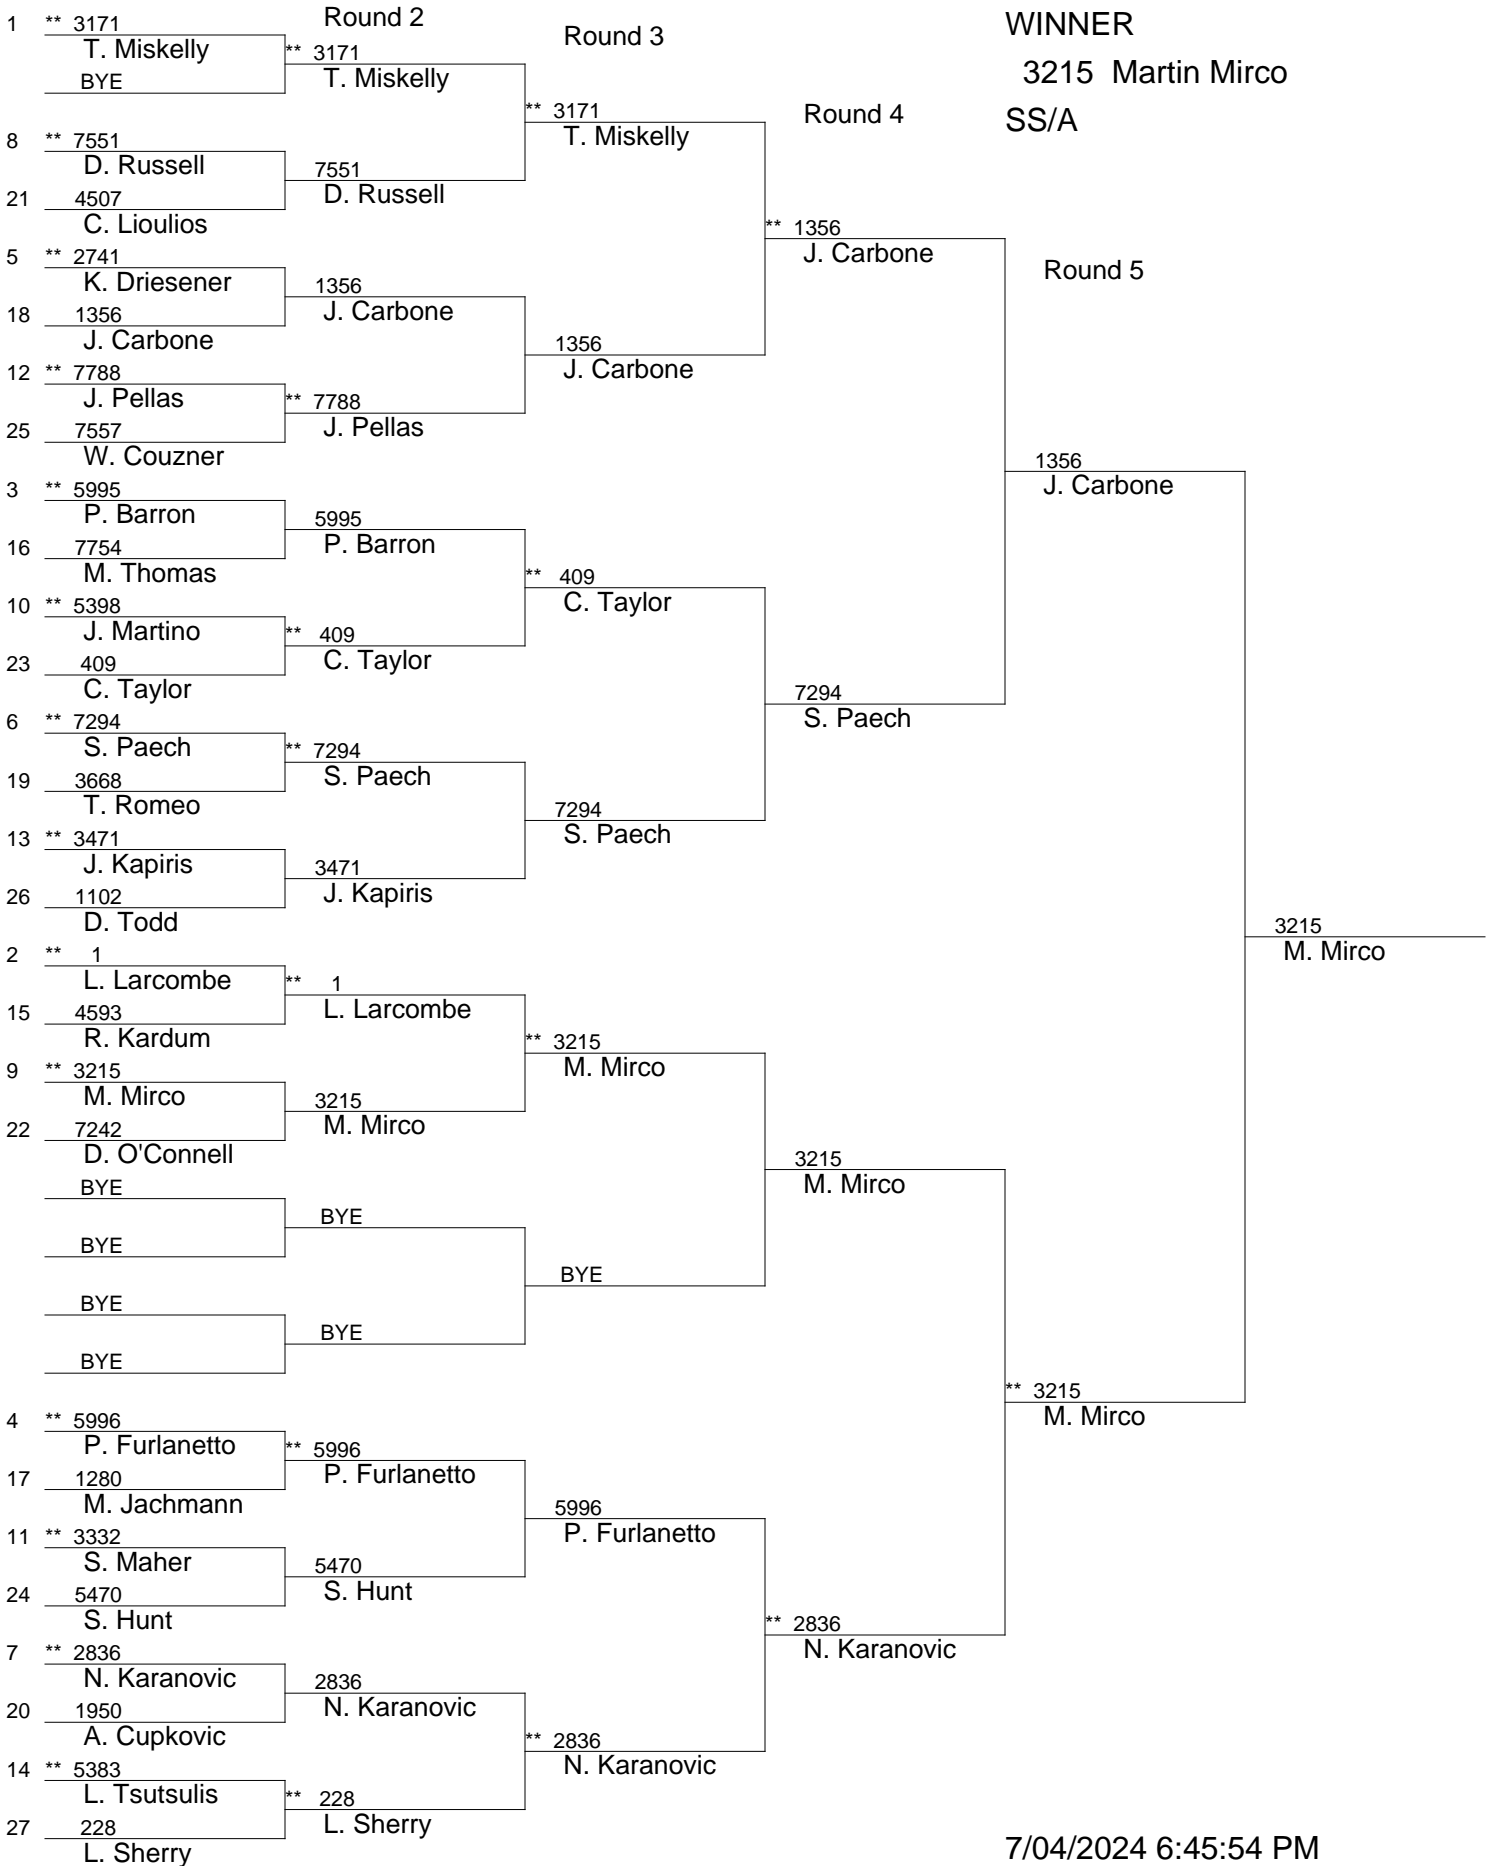 Round 2
Round 3
Round 4
Round 5
WINNER
3215 Martin Mirco
SS/A
1 ** 3171
T. Miskelly
BYE
8 ** 7551
D. Russell
21 4507
C. Lioulios
5 ** 2741
K. Driesener
18 1356
J. Carbone
12 ** 7788
J. Pellas
25 7557
W. Couzner
3 ** 5995
P. Barron
16 7754
M. Thomas
10 ** 5398
J. Martino
23 409
C. Taylor
6 ** 7294
S. Paech
19 3668
T. Romeo
13 ** 3471
J. Kapiris
26 1102
D. Todd
2 ** 1
L. Larcombe
15 4593
R. Kardum
9 ** 3215
M. Mirco
22 7242
D. O'Connell
BYE
BYE
BYE
BYE
4 ** 5996
P. Furlanetto
17 1280
M. Jachmann
11 ** 3332
S. Maher
24 5470
S. Hunt
7 ** 2836
N. Karanovic
20 1950
A. Cupkovic
14 ** 5383
L. Tsutsulis
27 228
L. Sherry
** 3171
T. Miskelly
7551
D. Russell
1356
J. Carbone
** 7788
J. Pellas
5995
P. Barron
** 409
C. Taylor
** 7294
S. Paech
3471
J. Kapiris
** 1
L. Larcombe
3215
M. Mirco
BYE
BYE
** 5996
P. Furlanetto
5470
S. Hunt
2836
N. Karanovic
** 228
L. Sherry
** 3171
T. Miskelly
1356
J. Carbone
** 409
C. Taylor
7294
S. Paech
** 3215
M. Mirco
BYE
5996
P. Furlanetto
** 2836
N. Karanovic
** 1356
J. Carbone
7294
S. Paech
3215
M. Mirco
** 2836
N. Karanovic
1356
J. Carbone
** 3215
M. Mirco
3215
M. Mirco
7/04/2024 6:45:54 PM